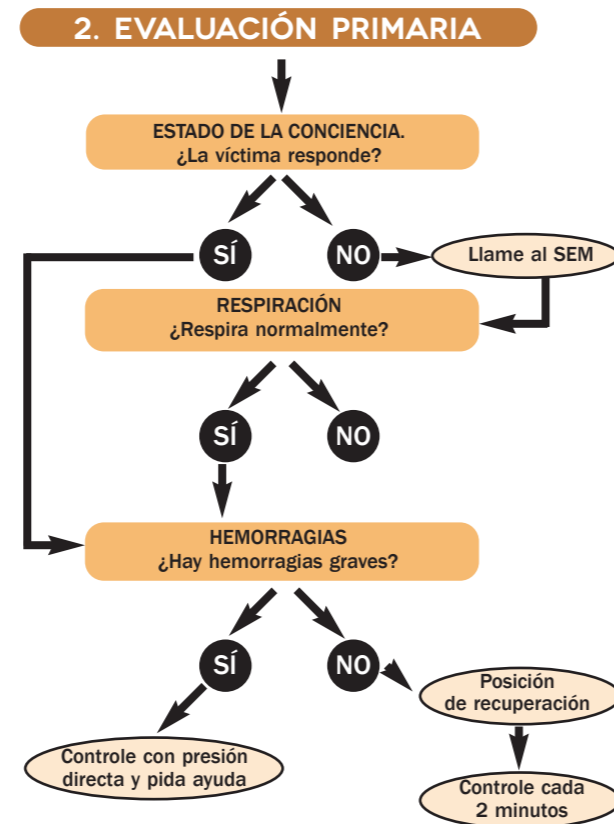 2. EVALUACIÓN PRIMARIA
ESTADO DE LA CONCIENCIA.
¿La víctima responde?
SÍ
NO
Llame al SEM
RESPIRACIÓN
¿Respira normalmente?
SÍ
NO
HEMORRAGIAS
¿Hay hemorragias graves?
SÍ
NO
Posición
de recuperación
Controle con presión
directa y pida ayuda
Controle cada
2 minutos